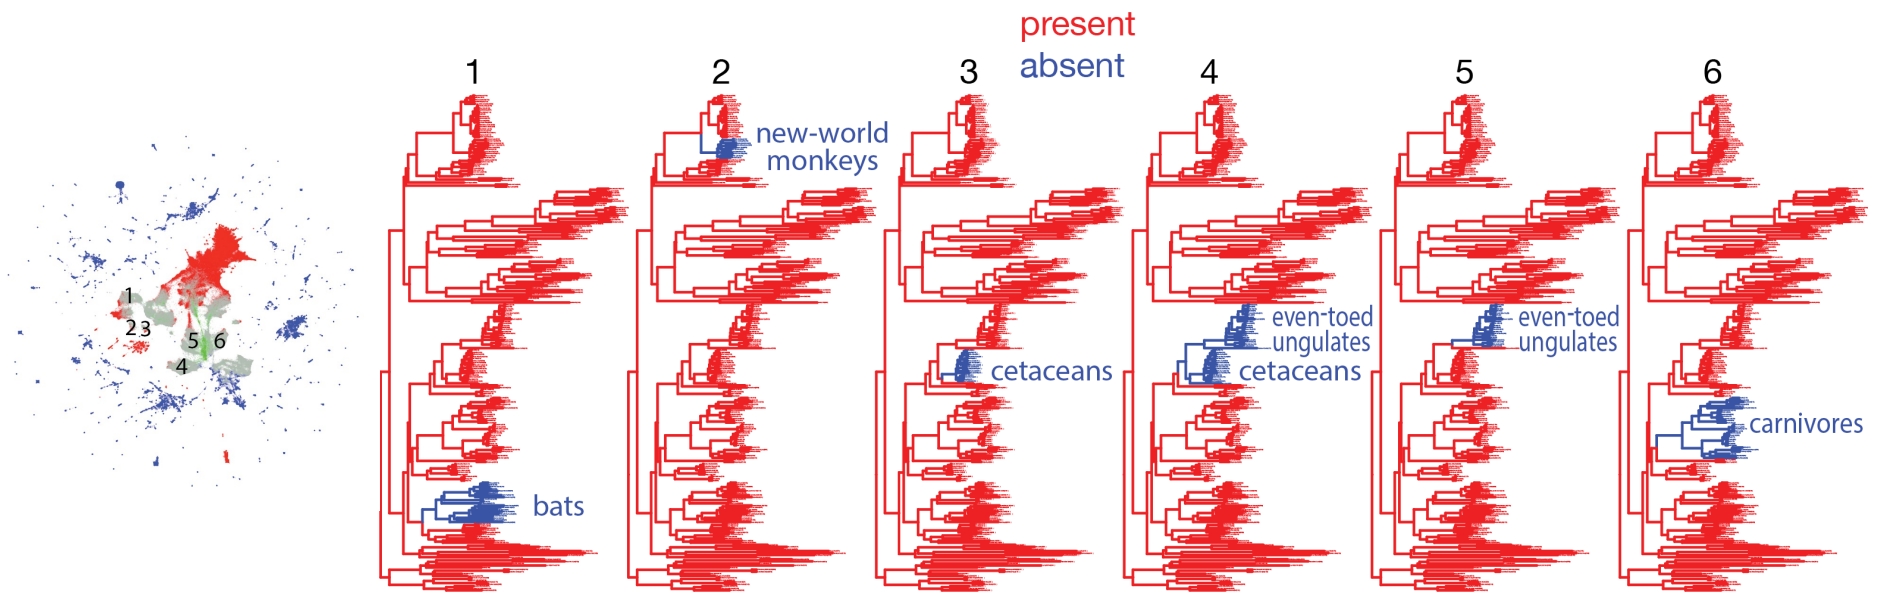 present
absent
1
2
3
4
5
6
new-world
monkeys
even-toed
ungulates
even-toed
ungulates
cetaceans
cetaceans
carnivores
bats
1
2
3
5
6
4